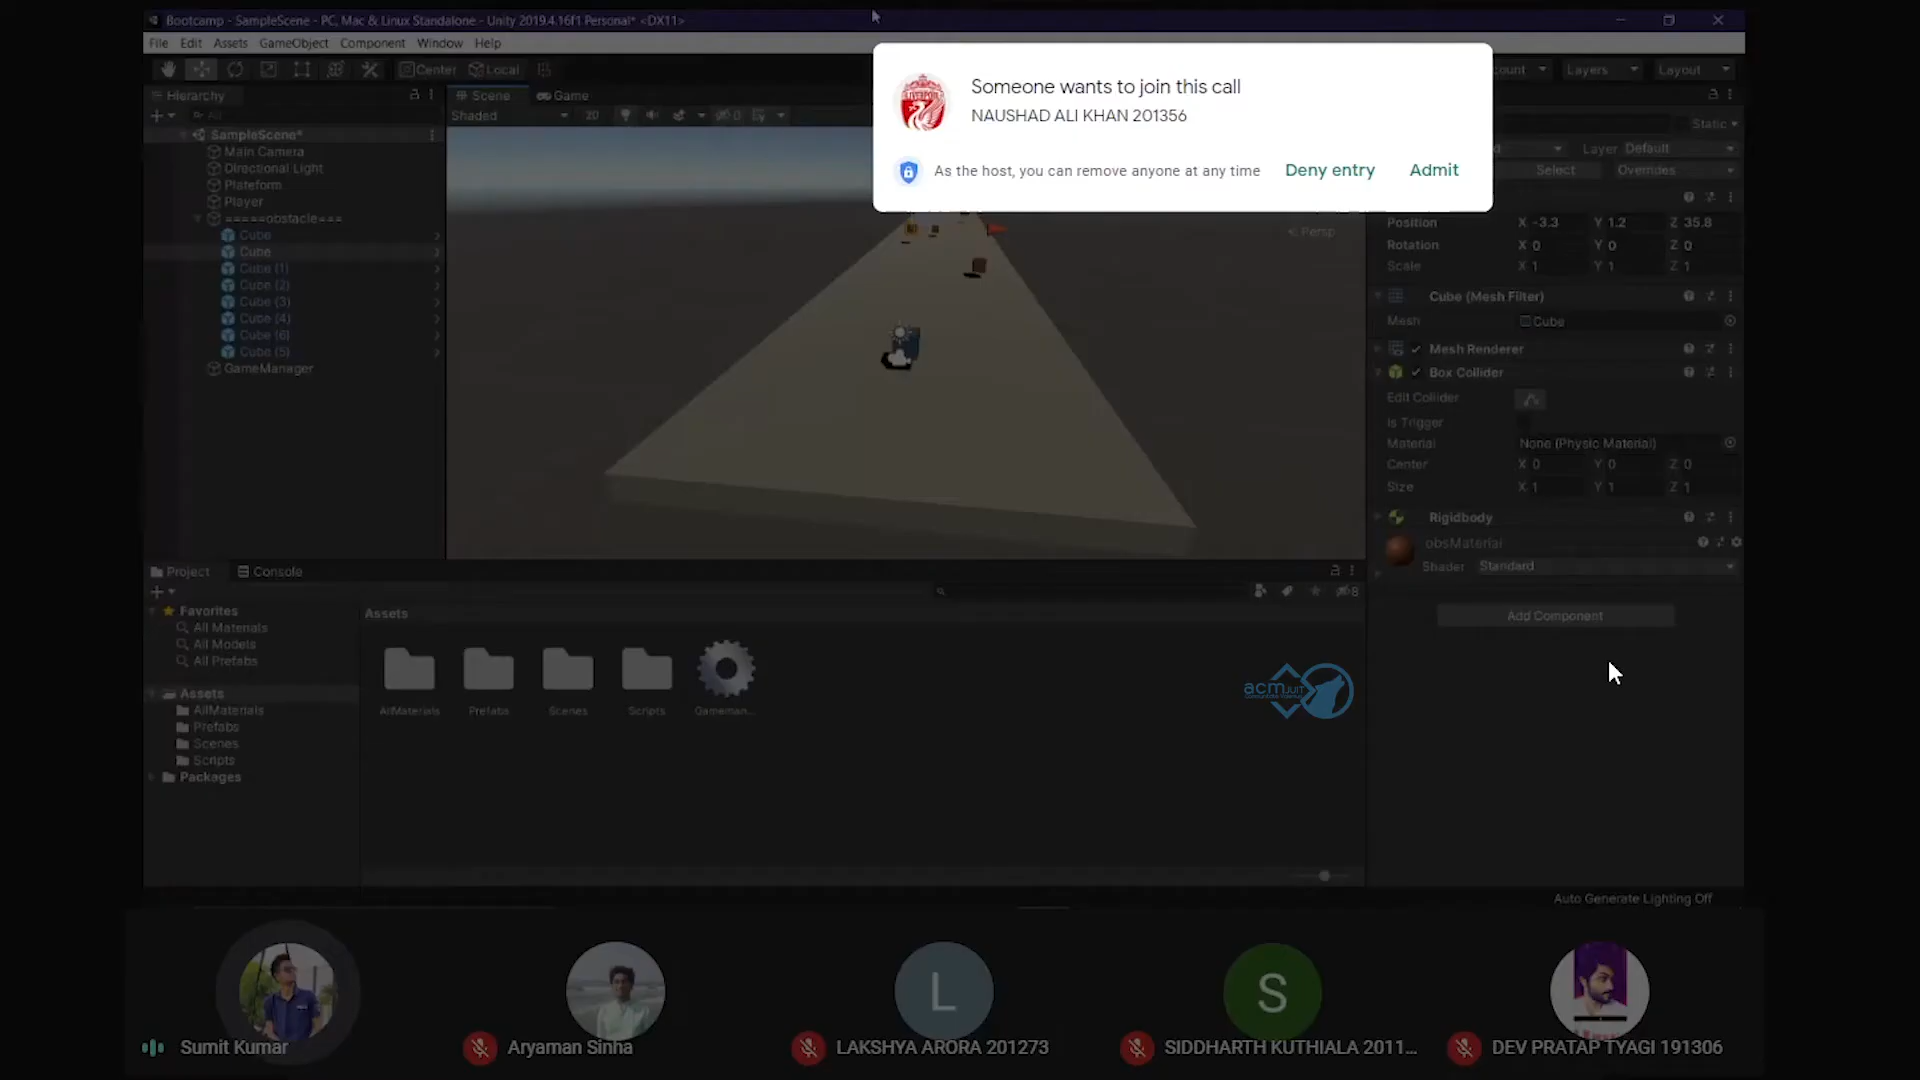 Bootcamp - SampleScene - PC, Mac & Linux Standalone - Unity 2019.4.16f1 Personal* <DX11>
File Edit Assets GameObject Component Window Help
Center Local
Layers Layout
Hierarchy
Scene Game
Shaded 2D
SampleScene*
Main Camera
Directional Light
Plateform
Player
=====obstacle===
Cube
Cube
Cube (1)
Cube (2)
Cube (3)
Cube (4)
Cube (6)
Cube (5)
GameManager
Persp
Someone wants to join this call
NAUSHAD ALI KHAN 201356
As the host, you can remove anyone at any time Deny entry Admit
Static
Layer Default
Select Overrides
Position X -3.3 Y 1.2 Z 35.8
Rotation X 0 Y 0 Z 0
Scale X 1 Y 1 Z 1
Cube (Mesh Filter)
Mesh Cube
Mesh Renderer
Box Collider
Edit Collider
Is Trigger
Material None (Physic Material)
Center X 0 Y 0 Z 0
Size X 1 Y 1 Z 1
Rigidbody
obsMaterial
Shader Standard
Add Component
Project Console
Favorites
All Materials
All Models
All Prefabs
Assets
AllMaterials
Prefabs
Scenes
Scripts
Packages
Assets
8
AllMaterials Prefabs Scenes Scripts Gameman...
acm JUIT
Auto Generate Lighting Off
L
S
Sumit Kumar
Aryaman Sinha
LAKSHYA ARORA 201273
SIDDHARTH KUTHIALA 2011...
DEV PRATAP TYAGI 191306